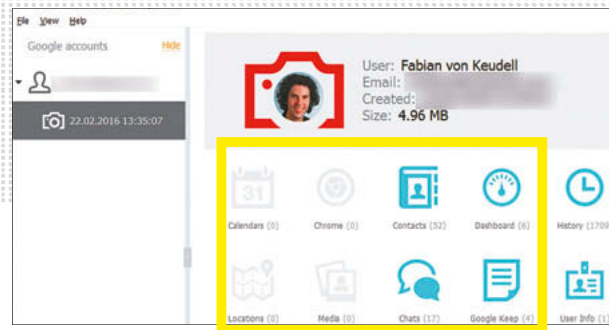 File View Help
Google accounts Hide
22.02.2016 13:35:07
User: Fabian von Keudell
Email:
Created:
Size: 4.96 MB
31
Calendars (0) Chrome (0) Contacts (52) Dashboard (6) History (1709
Locations (0) Media (0) Chats (17) Google Keep (4) User Info (1)